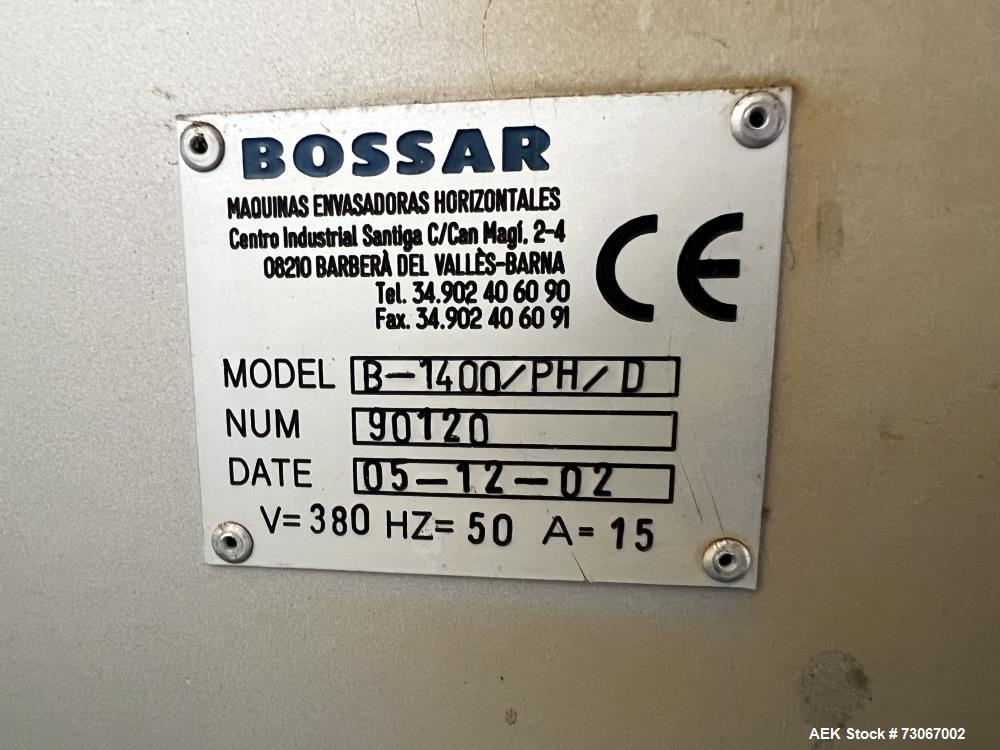 BOSSAR
MAQUINAS ENVASADORAS HORIZONTALES
Centro Industrial Santiga C/Can Magí, 2-4
08210 BARBERÀ DEL VALLÈS-BARNA
Tel. 34.902 40 60 90
Fax. 34.902 40 60 91
CE
MODEL B-1400/PH/D
NUM 90120
DATE 05-12-02
V=380 HZ=50 A=15
AEK Stock # 73067002